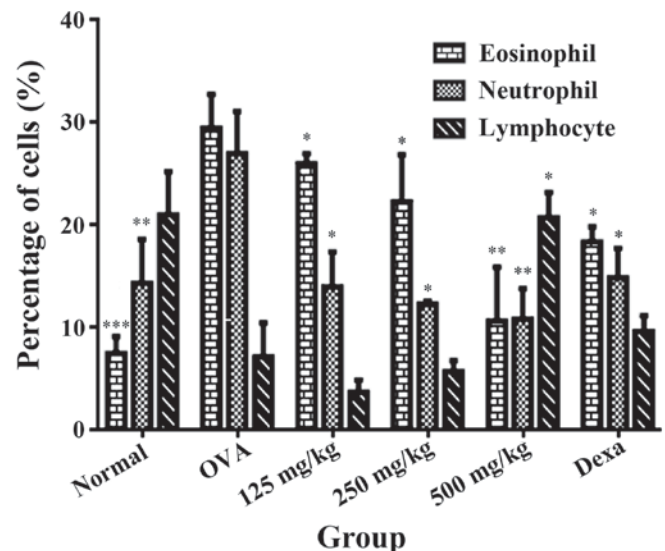 40
30
20
10
0
Percentage of cells (%)
Eosinophil
Neutrophil
Lymphocyte
***
**
*
*
*
*
**
**
*
*
*
Normal
OVA
125 mg/kg
250 mg/kg
500 mg/kg
Dexa
Group